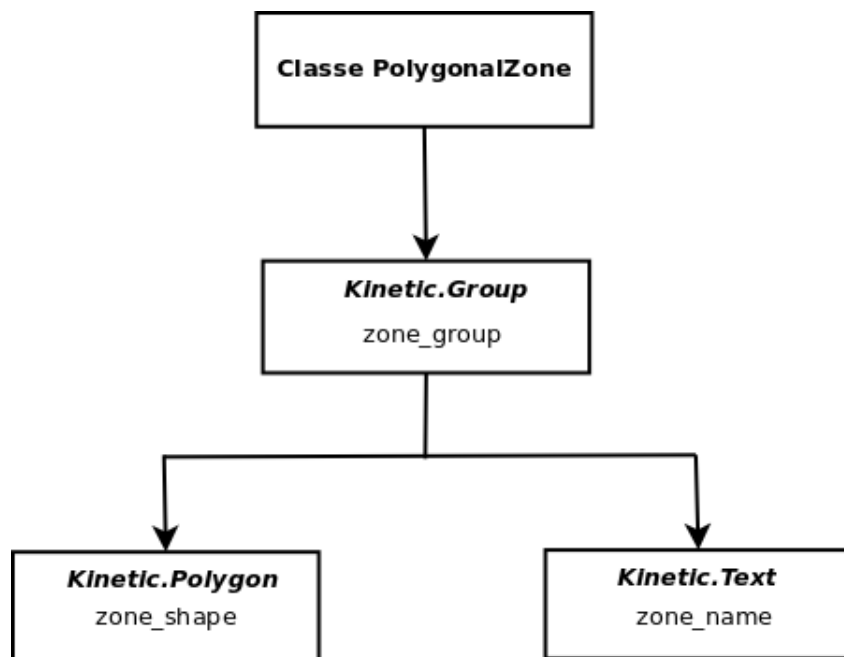 Classe PolygonalZone
Kinetic.Group
zone_group
Kinetic.Polygon
zone_shape
Kinetic.Text
zone_name